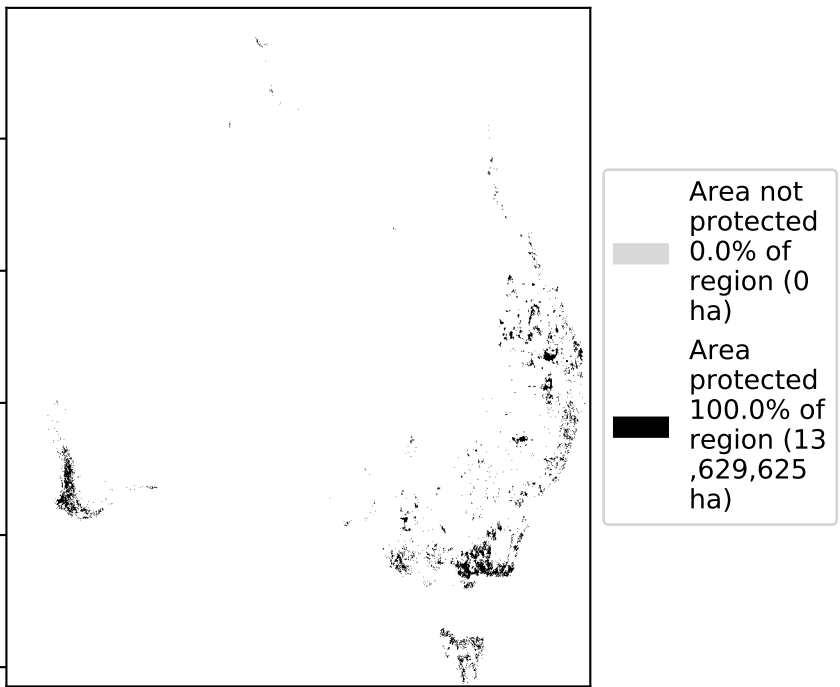 Area not
protected
0.0% of
region (0
ha)
Area
protected
100.0% of
region (13
,629,625
ha)